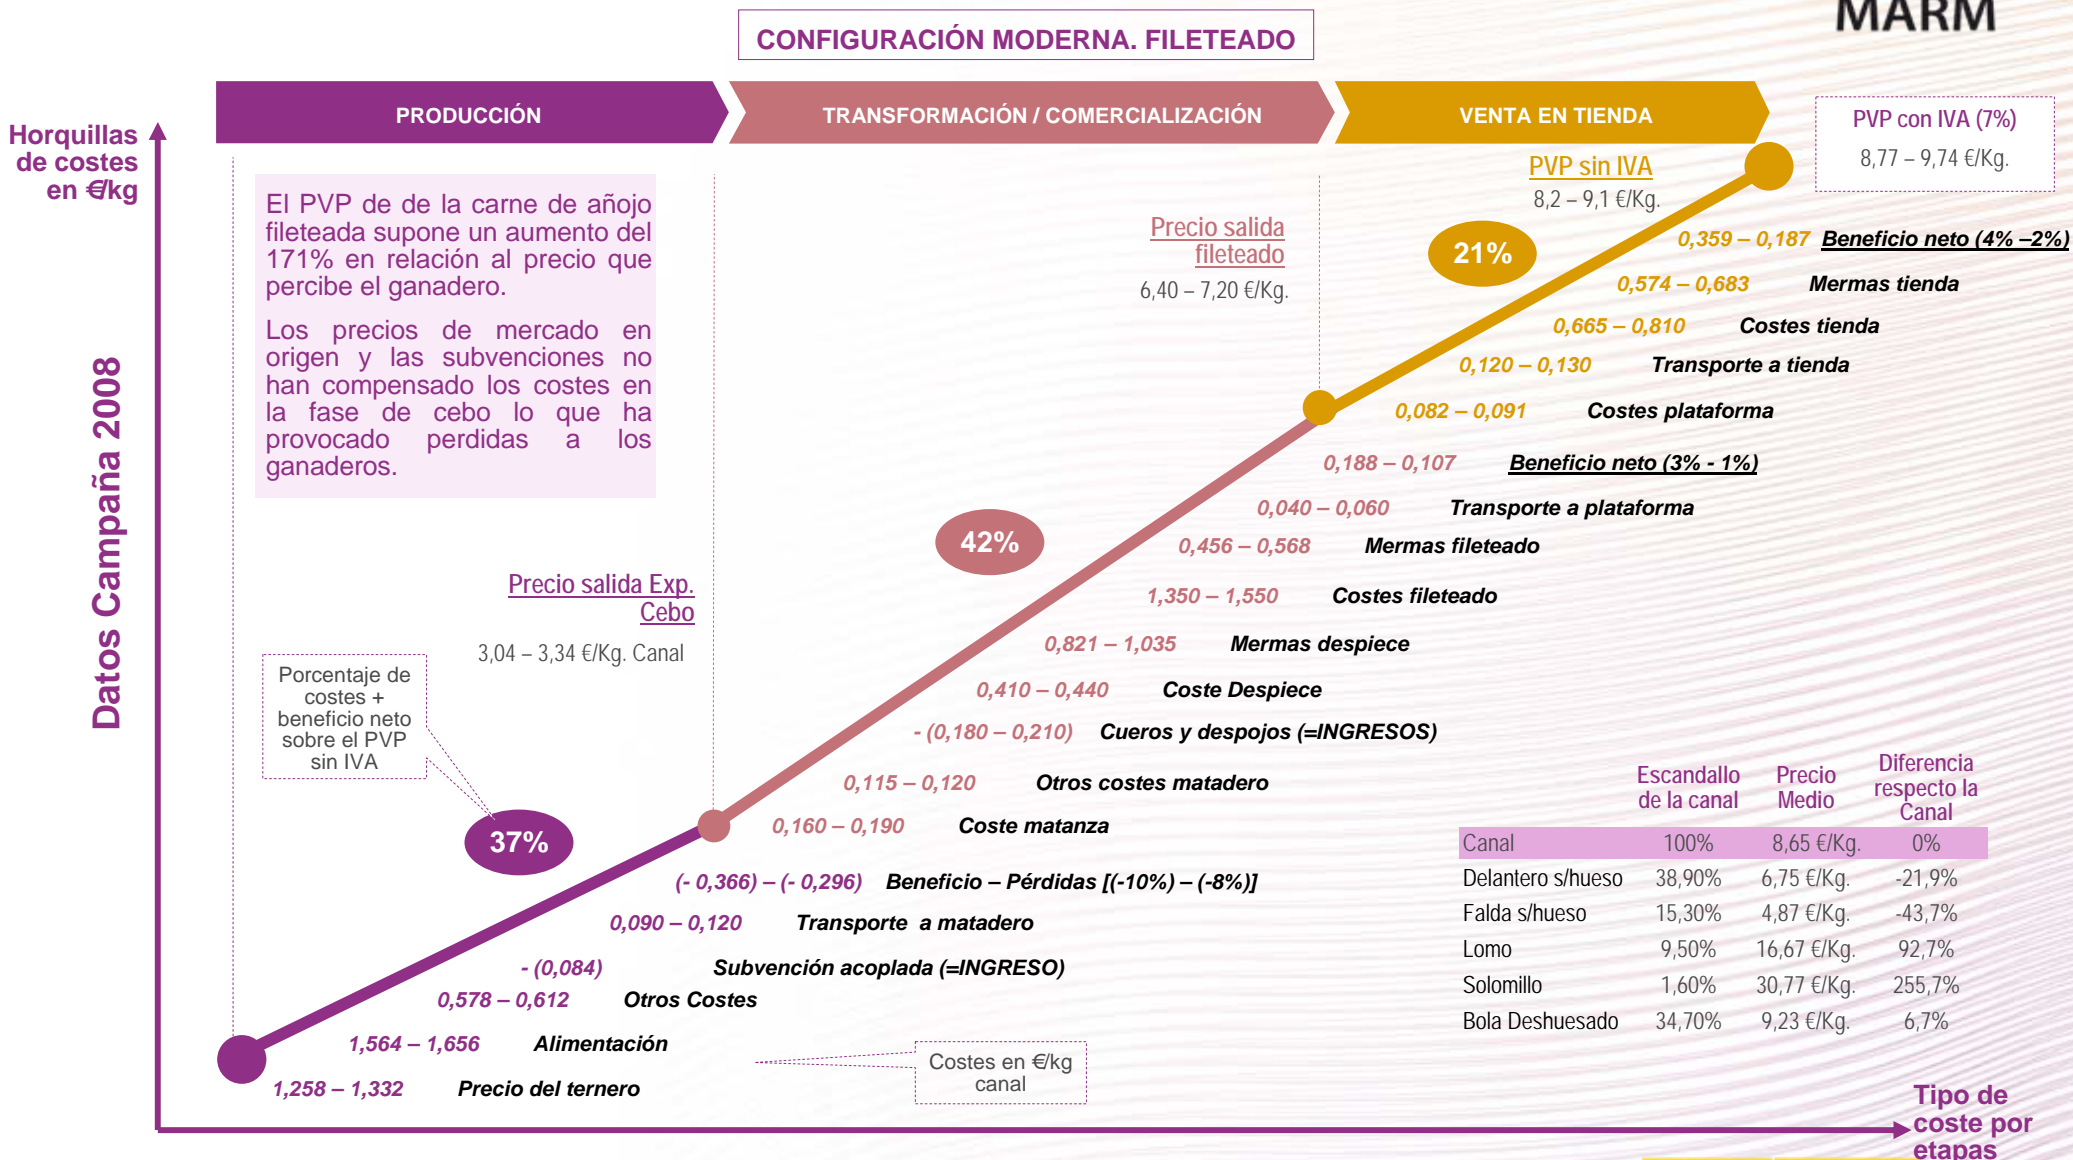 MARM
CONFIGURACIÓN MODERNA. FILETEADO
PRODUCCIÓN
TRANSFORMACIÓN / COMERCIALIZACIÓN
VENTA EN TIENDA
PVP con IVA (7%)
8,77 – 9,74 €/Kg.
Horquillas
de costes
en €/kg
Datos Campaña 2008
El PVP de de la carne de añojo
fileteada supone un aumento del
171% en relación al precio que
percibe el ganadero.
Los precios de mercado en
origen y las subvenciones no
han compensado los costes en
la fase de cebo lo que ha
provocado perdidas a los
ganaderos.
PVP sin IVA
8,2 – 9,1 €/Kg.
Precio salida
fileteado
6,40 – 7,20 €/Kg.
21%
0,359 – 0,187 Beneficio neto (4% –2%)
0,574 – 0,683 Mermas tienda
0,665 – 0,810 Costes tienda
0,120 – 0,130 Transporte a tienda
0,082 – 0,091 Costes plataforma
0,188 – 0,107 Beneficio neto (3% - 1%)
0,040 – 0,060 Transporte a plataforma
42%
0,456 – 0,568 Mermas fileteado
1,350 – 1,550 Costes fileteado
0,821 – 1,035 Mermas despiece
0,410 – 0,440 Coste Despiece
- (0,180 – 0,210) Cueros y despojos (=INGRESOS)
0,115 – 0,120 Otros costes matadero
0,160 – 0,190 Coste matanza
Precio salida Exp.
Cebo
3,04 – 3,34 €/Kg. Canal
Porcentaje de
costes +
beneficio neto
sobre el PVP
sin IVA
37%
(- 0,366) – (- 0,296) Beneficio – Pérdidas [(-10%) – (-8%)]
0,090 – 0,120 Transporte a matadero
- (0,084) Subvención acoplada (=INGRESO)
0,578 – 0,612 Otros Costes
1,564 – 1,656 Alimentación
1,258 – 1,332 Precio del ternero
Costes en €/kg
canal
Escandallo de la canal Precio Medio Diferencia respecto la Canal
Canal 100% 8,65 €/Kg. 0%
Delantero s/hueso 38,90% 6,75 €/Kg. -21,9%
Falda s/hueso 15,30% 4,87 €/Kg. -43,7%
Lomo 9,50% 16,67 €/Kg. 92,7%
Solomillo 1,60% 30,77 €/Kg. 255,7%
Bola Deshuesado 34,70% 9,23 €/Kg. 6,7%
Tipo de
coste por
etapas